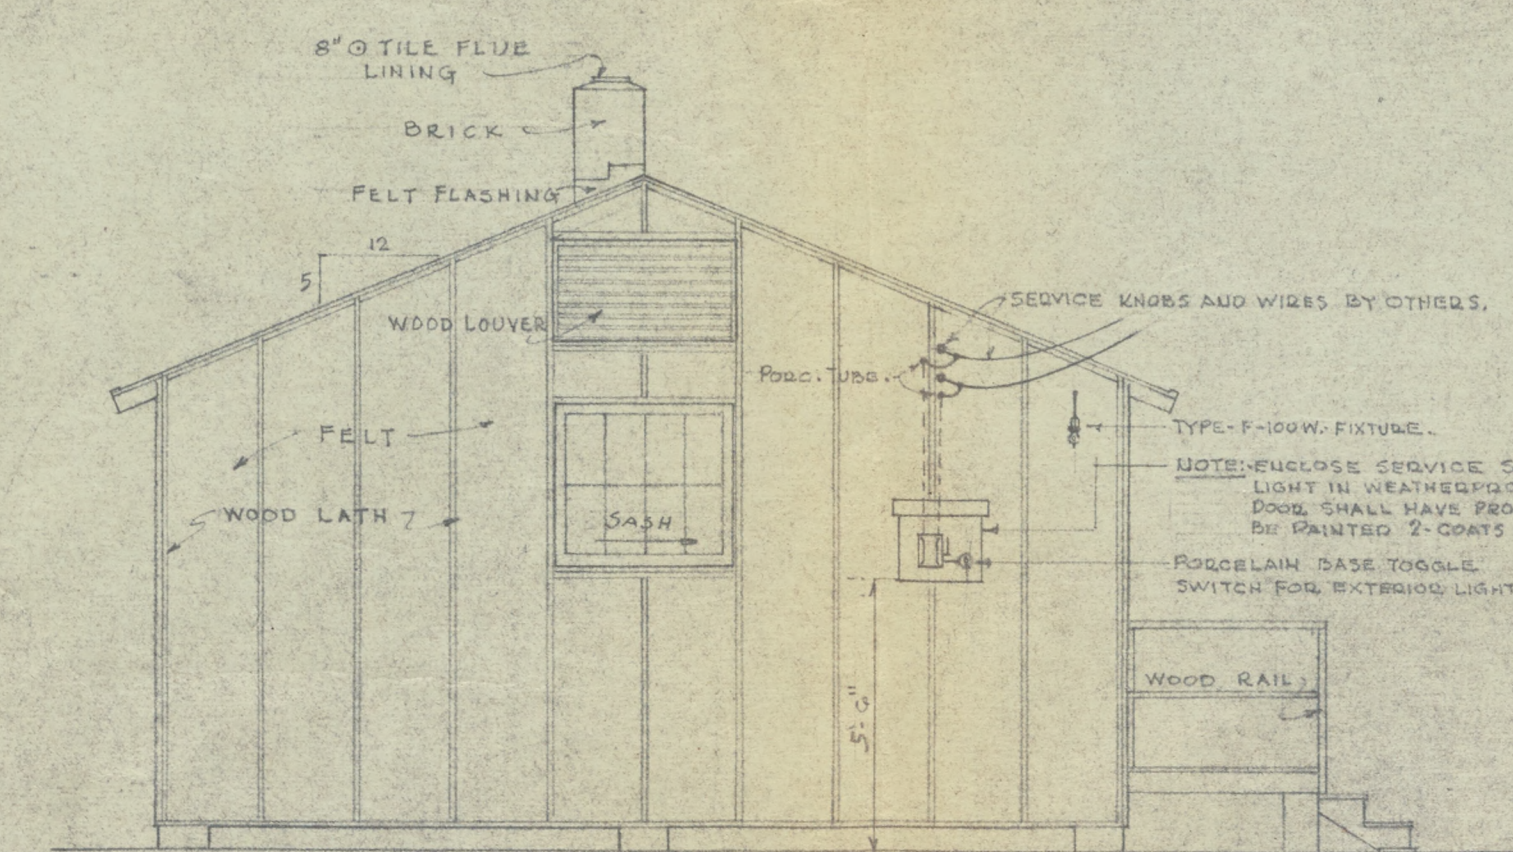 8"⊙ TILE FLUE
LINING
BRICK
FELT FLASHING
12
5
WOOD LOUVER
SERVICE KNOBS AND WIRES BY OTHERS.
PORC. TUBE.
FELT
TYPE-F-100W. FIXTURE.
NOTE:-ENCLOSE SERVICE S
LIGHT IN WEATHERPRO
DOOR SHALL HAVE PRO
BE PAINTED 2-COATS
WOOD LATH
SASH
PORCELAIN BASE TOGGLE
SWITCH FOR EXTERIOR LIGHT
WOOD RAIL
5'-6"